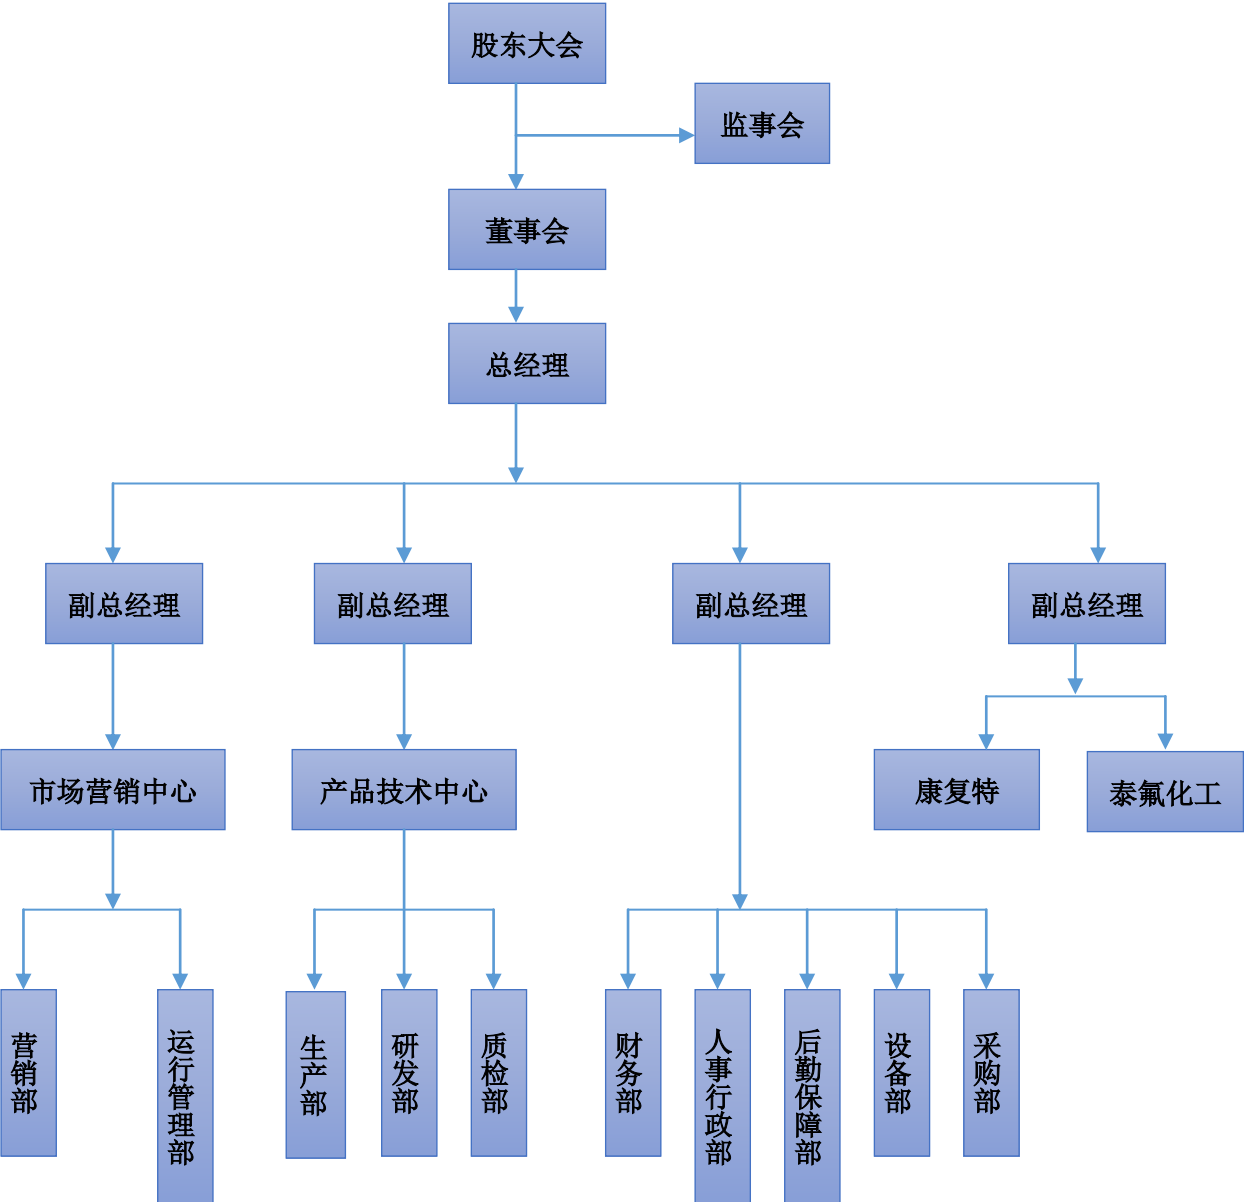 股东大会
监事会
董事会
总经理
副总经理
副总经理
副总经理
副总经理
市场营销中心
产品技术中心
康复特
泰氟化工
营销部
运行管理部
生产部
研发部
质检部
财务部
人事行政部
后勤保障部
设备部
采购部